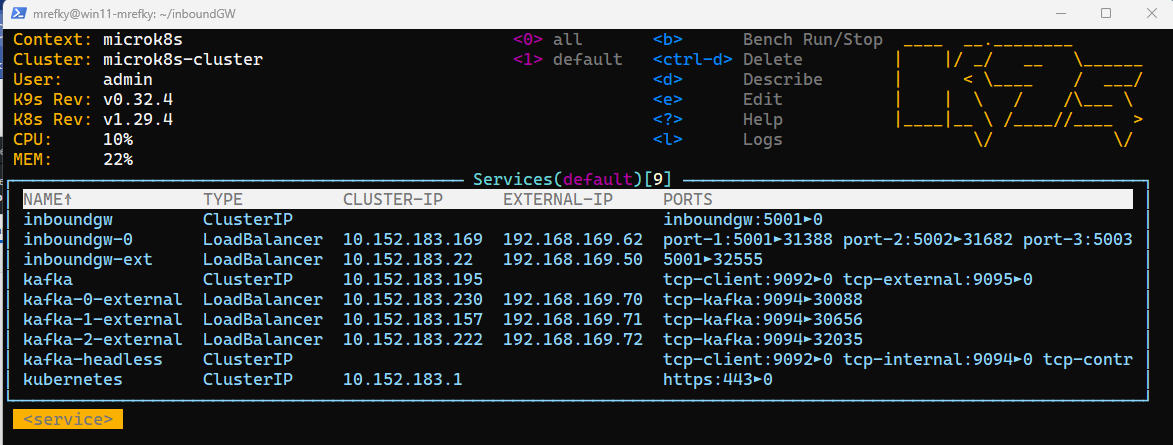 mrefky@win11-mrefky: ~/inboundGW
Context: microk8s <0> all <b> Bench Run/Stop
Cluster: microk8s-cluster <1> default <ctrl-d> Delete
User: admin <d> Describe
K9s Rev: v0.32.4 <e> Edit
K8s Rev: v1.29.4 <?> Help
CPU: 10% <l> Logs
MEM: 22%
Services(default)[9]
NAME↑ TYPE CLUSTER-IP EXTERNAL-IP PORTS
inboundgw ClusterIP inboundgw:5001►0
inboundgw-0 LoadBalancer 10.152.183.169 192.168.169.62 port-1:5001►31388 port-2:5002►31682 port-3:5003
inboundgw-ext LoadBalancer 10.152.183.22 192.168.169.50 5001►32555
kafka ClusterIP 10.152.183.195 tcp-client:9092►0 tcp-external:9095►0
kafka-0-external LoadBalancer 10.152.183.230 192.168.169.70 tcp-kafka:9094►30088
kafka-1-external LoadBalancer 10.152.183.157 192.168.169.71 tcp-kafka:9094►30656
kafka-2-external LoadBalancer 10.152.183.222 192.168.169.72 tcp-kafka:9094►32035
kafka-headless ClusterIP tcp-client:9092►0 tcp-internal:9094►0 tcp-contr
kubernetes ClusterIP 10.152.183.1 https:443►0
<service>